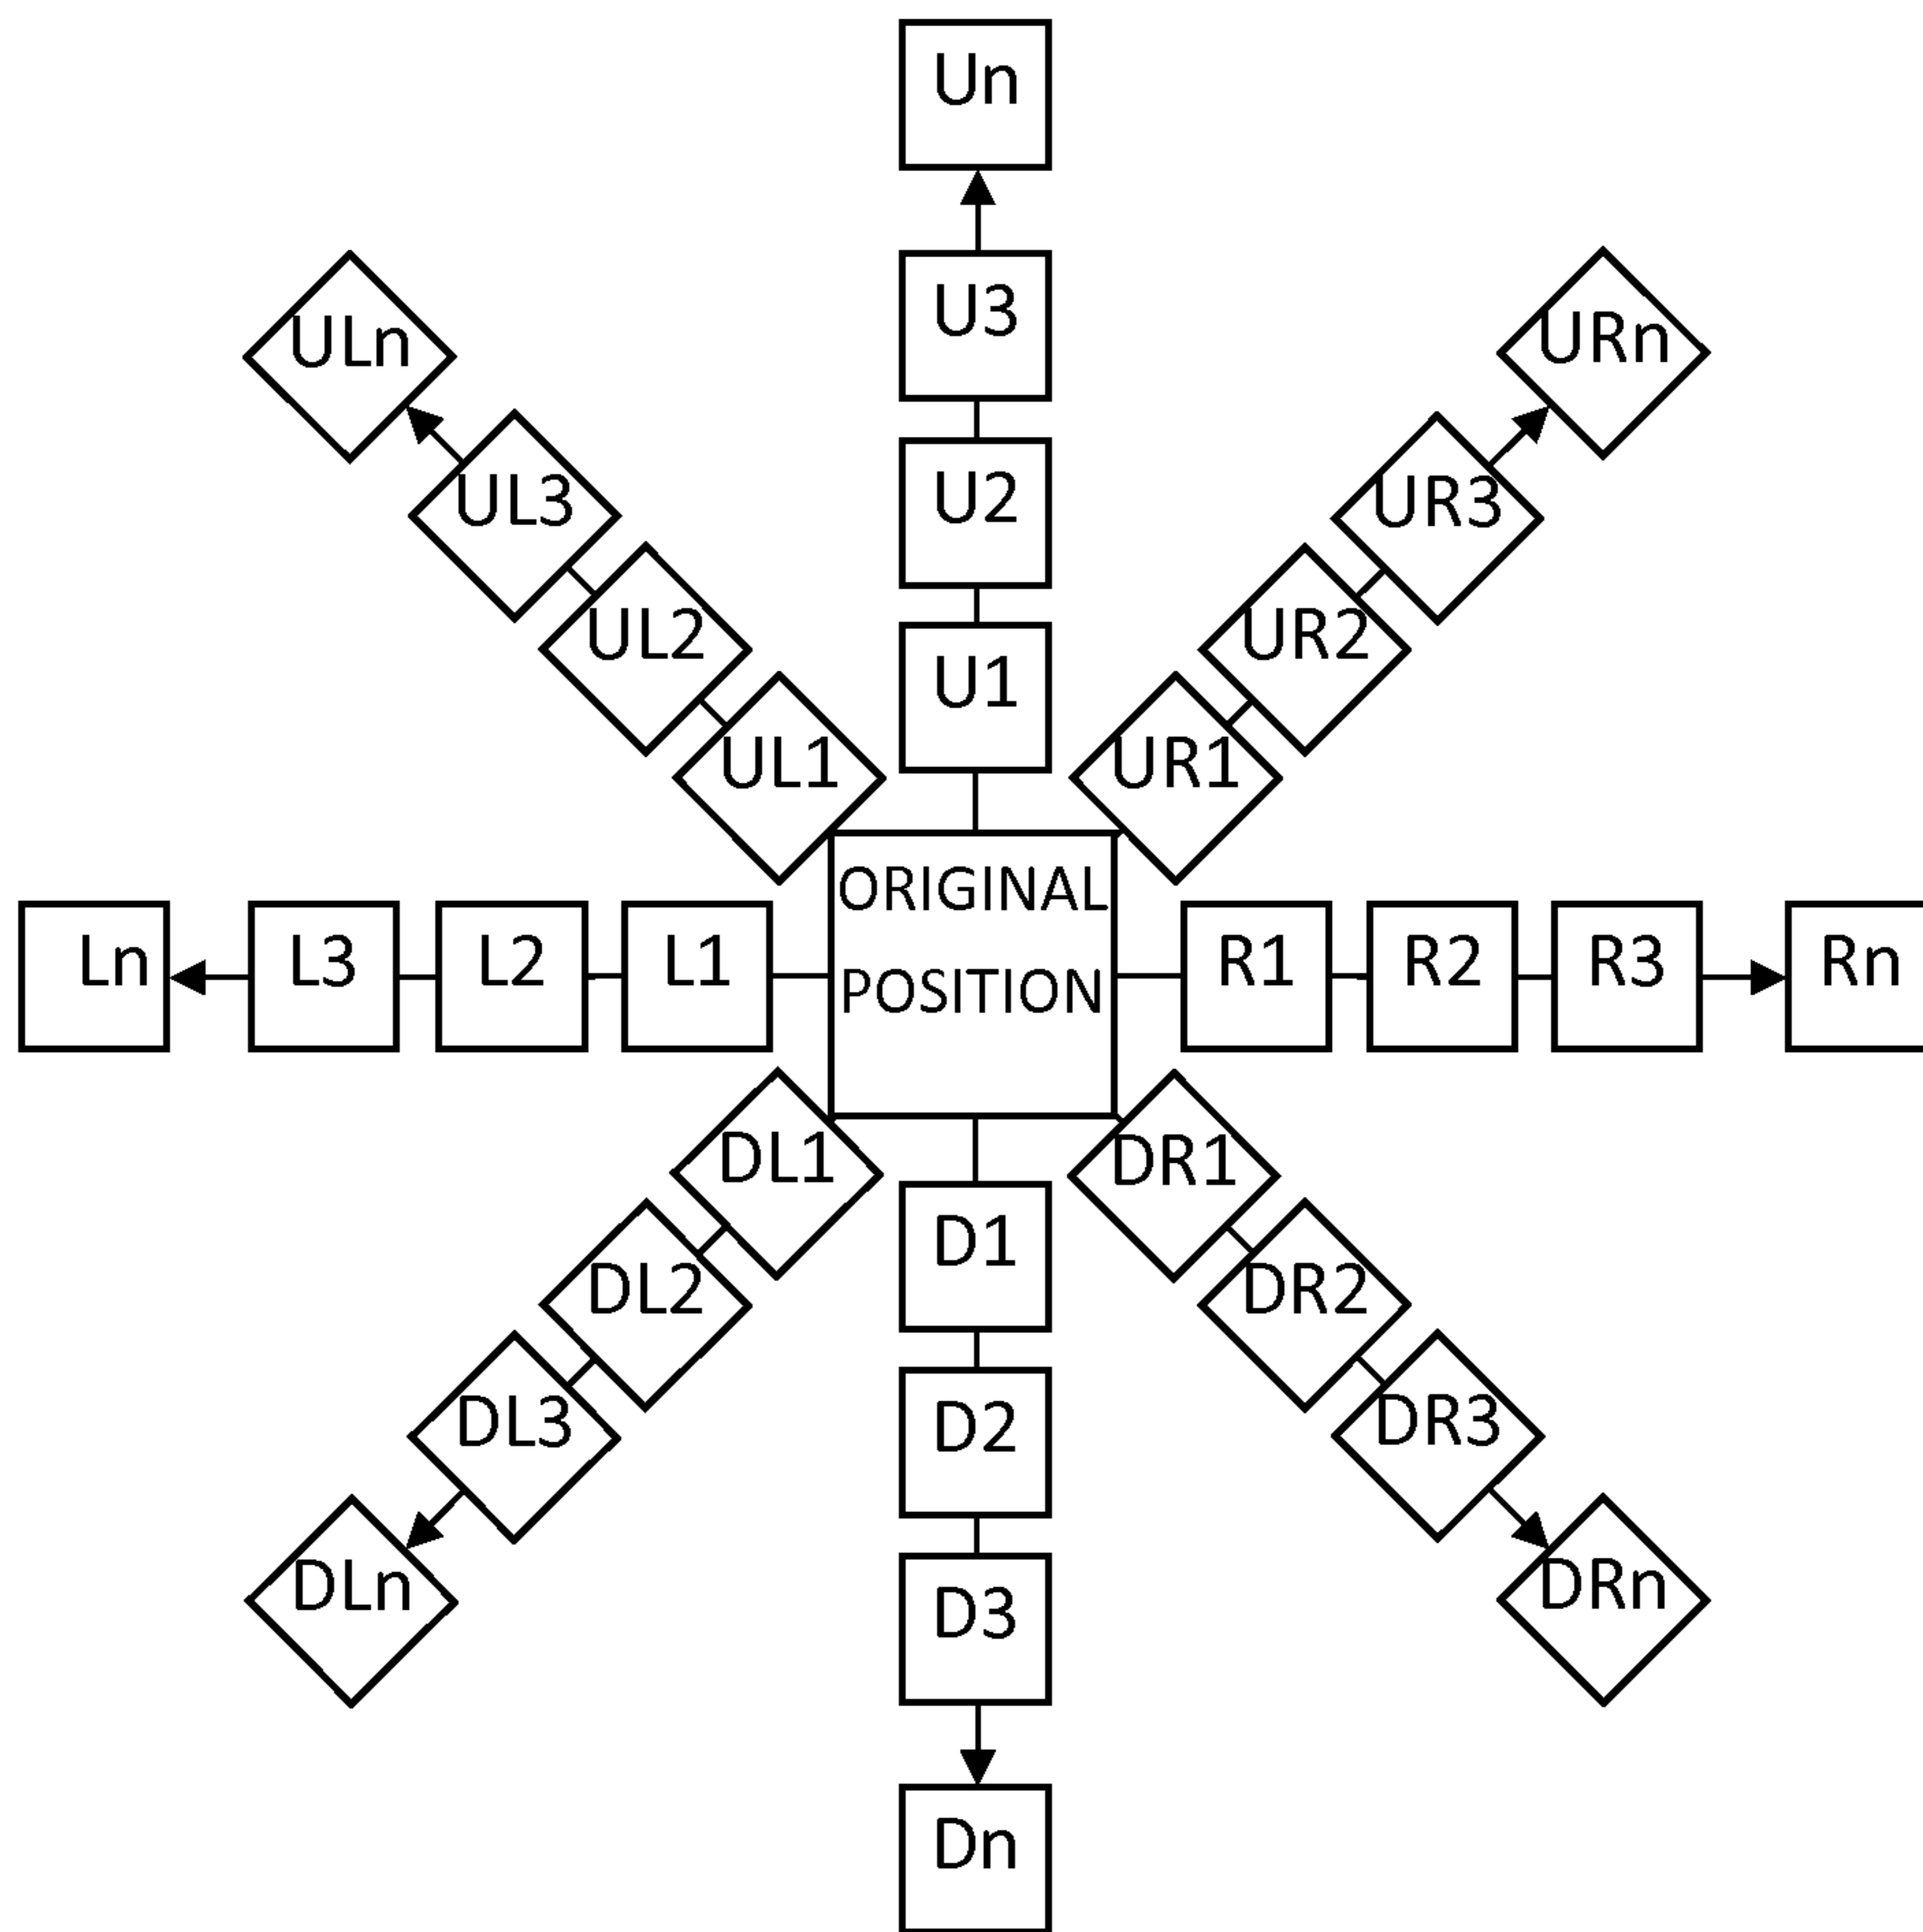 Un
U3
ULn
URn
UL3
U2
UR3
UL2
UR2
U1
UL1
UR1
ORIGINAL
POSITION
Ln
L3
L2
L1
R1
R2
R3
Rn
DL1
DR1
D1
DL2
DR2
DL3
D2
DR3
DLn
D3
DRn
Dn